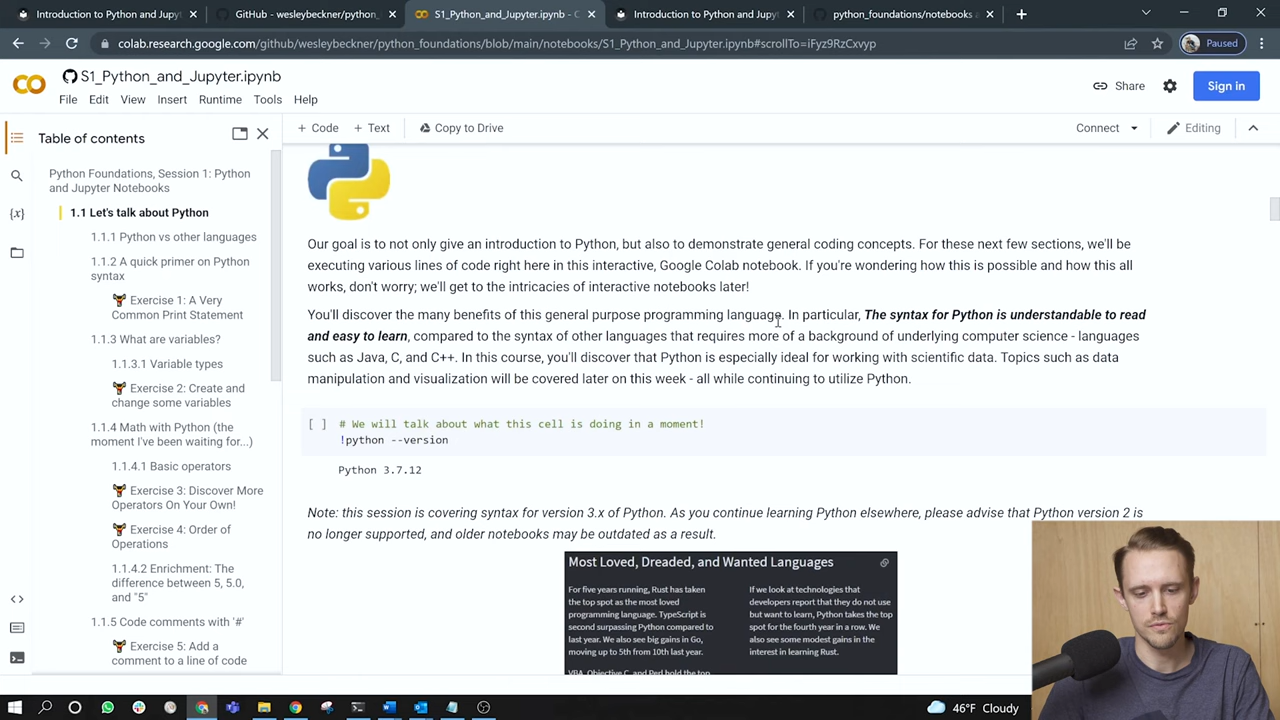 Introduction to Python and Jup
GitHub - wesleybeckner/python_
S1_Python_and_Jupyter.ipynb - C
Introduction to Python and Jup
python_foundations/notebooks a
colab.research.google.com/github/wesleybeckner/python_foundations/blob/main/notebooks/S1_Python_and_Jupyter.ipynb#scrollTo=iFyz9RzCxvyp
Paused
S1_Python_and_Jupyter.ipynb
File Edit View Insert Runtime Tools Help
Share
Sign in
+ Code + Text Copy to Drive
Connect
Editing
Table of contents
Python Foundations, Session 1: Python
and Jupyter Notebooks
1.1 Let's talk about Python
1.1.1 Python vs other languages
1.1.2 A quick primer on Python
syntax
Exercise 1: A Very
Common Print Statement
1.1.3 What are variables?
1.1.3.1 Variable types
Exercise 2: Create and
change some variables
1.1.4 Math with Python (the
moment I've been waiting for...)
1.1.4.1 Basic operators
Exercise 3: Discover More
Operators On Your Own!
Exercise 4: Order of
Operations
1.1.4.2 Enrichment: The
difference between 5, 5.0,
and "5"
1.1.5 Code comments with '#'
Exercise 5: Add a
comment to a line of code
{x}
<>
Our goal is to not only give an introduction to Python, but also to demonstrate general coding concepts. For these next few sections, we'll be
executing various lines of code right here in this interactive, Google Colab notebook. If you're wondering how this is possible and how this all
works, don't worry; we'll get to the intricacies of interactive notebooks later!
You'll discover the many benefits of this general purpose programming language. In particular, The syntax for Python is understandable to read
and easy to learn, compared to the syntax of other languages that requires more of a background of underlying computer science - languages
such as Java, C, and C++. In this course, you'll discover that Python is especially ideal for working with scientific data. Topics such as data
manipulation and visualization will be covered later on this week - all while continuing to utilize Python.
[ ] # We will talk about what this cell is doing in a moment!
!python --version
Python 3.7.12
Note: this session is covering syntax for version 3.x of Python. As you continue learning Python elsewhere, please advise that Python version 2 is
no longer supported, and older notebooks may be outdated as a result.
Most Loved, Dreaded, and Wanted Languages
For five years running, Rust has taken
the top spot as the most loved
programming language. TypeScript is
second surpassing Python compared to
last year. We also see big gains in Go,
moving up to 5th from 10th last year.
VBA, Objective C, and Perl hold the top
If we look at technologies that
developers report that they do not use
but want to learn, Python takes the top
spot for the fourth year in a row. We
also see some modest gains in the
interest in learning Rust.
46°F Cloudy